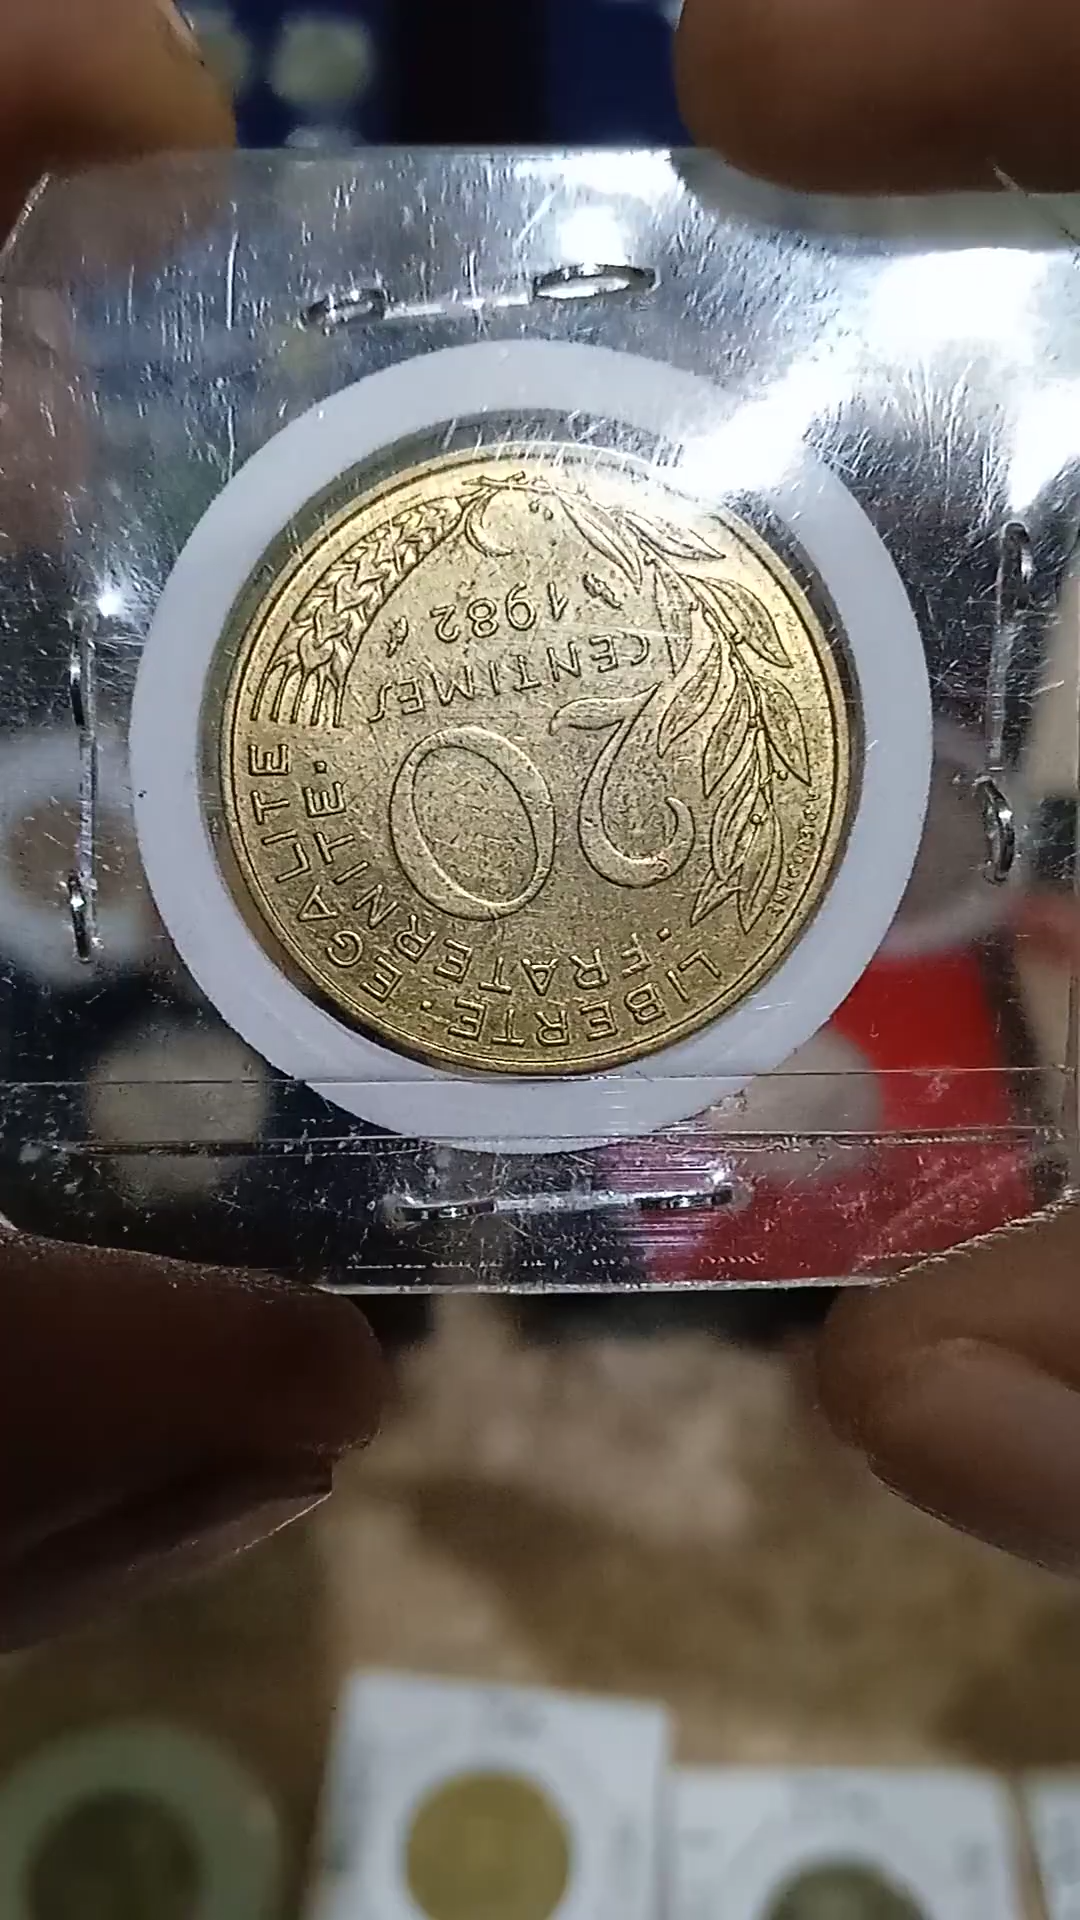 LIBERTE · EGALITE
· FRATERNITE ·
20
CENTIMES
1982